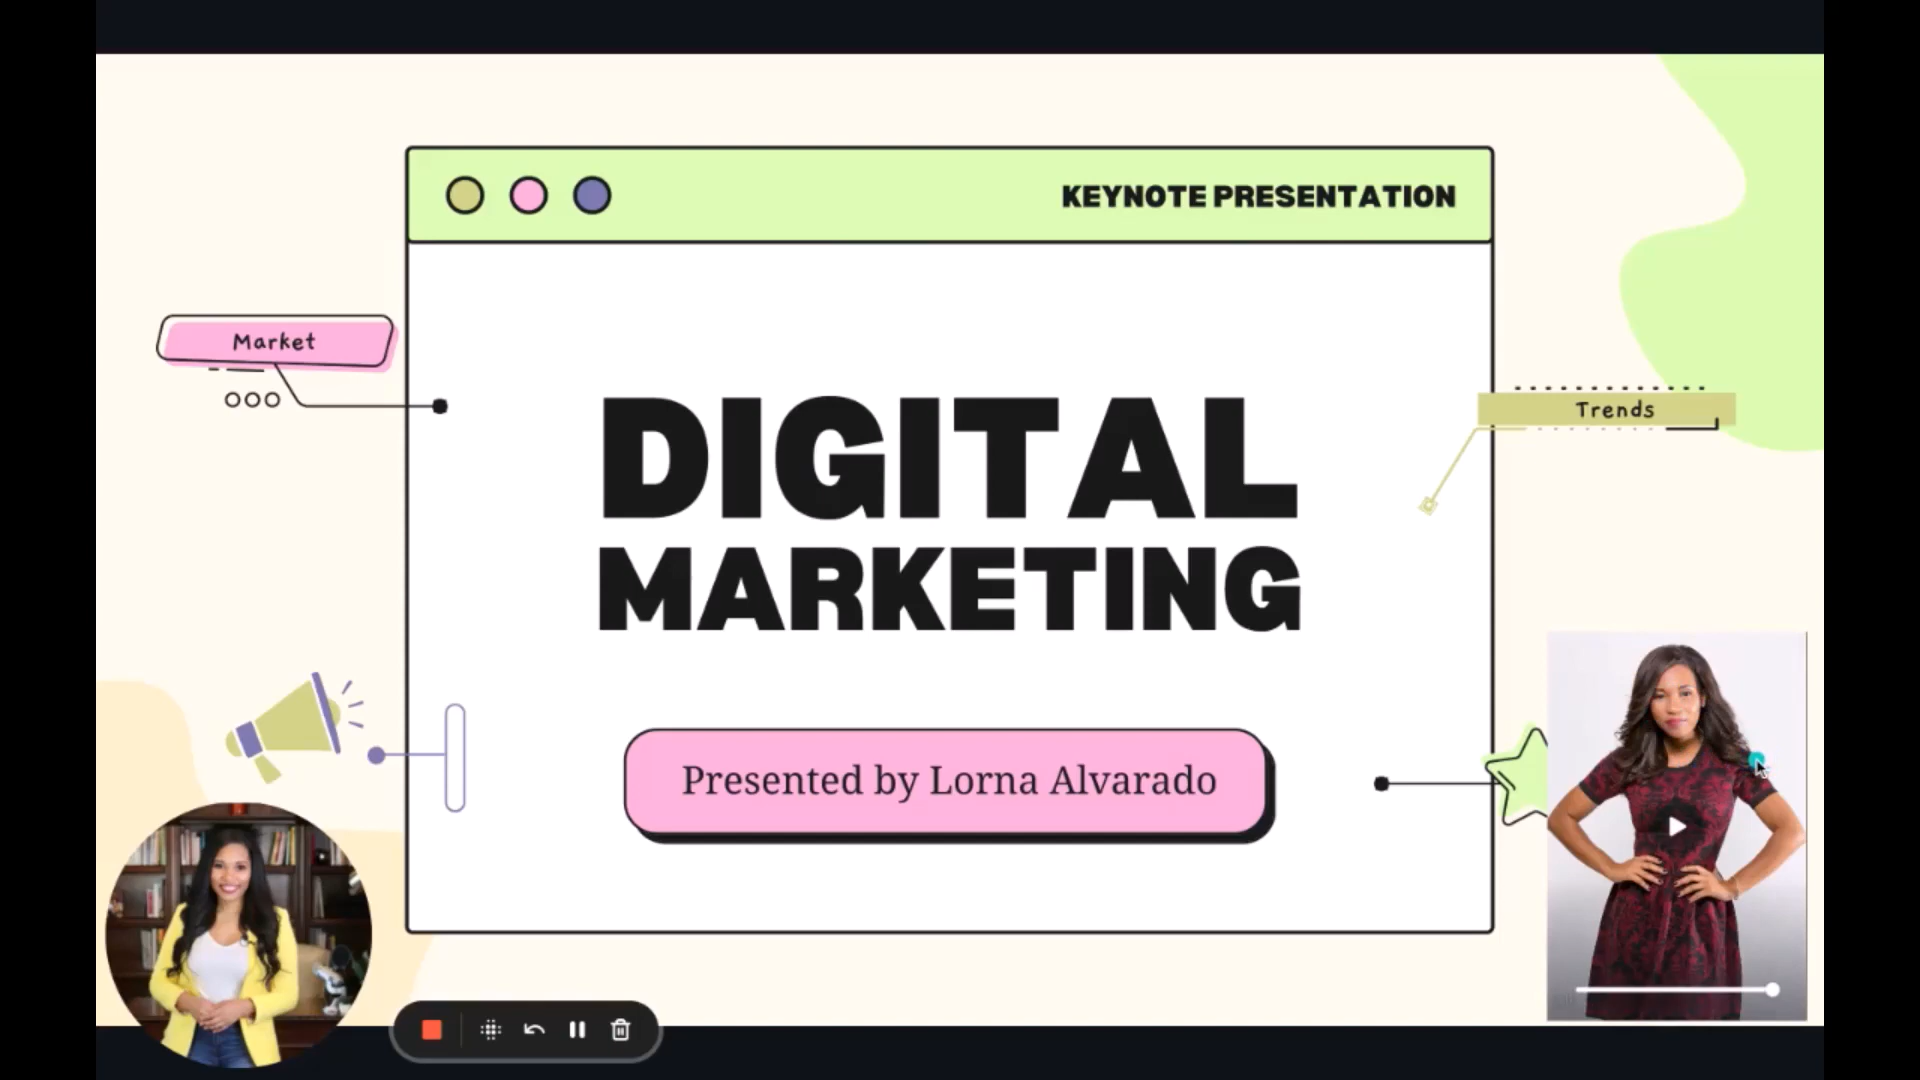 KEYNOTE PRESENTATION
Market
Trends
DIGITAL
MARKETING
Presented by Lorna Alvarado